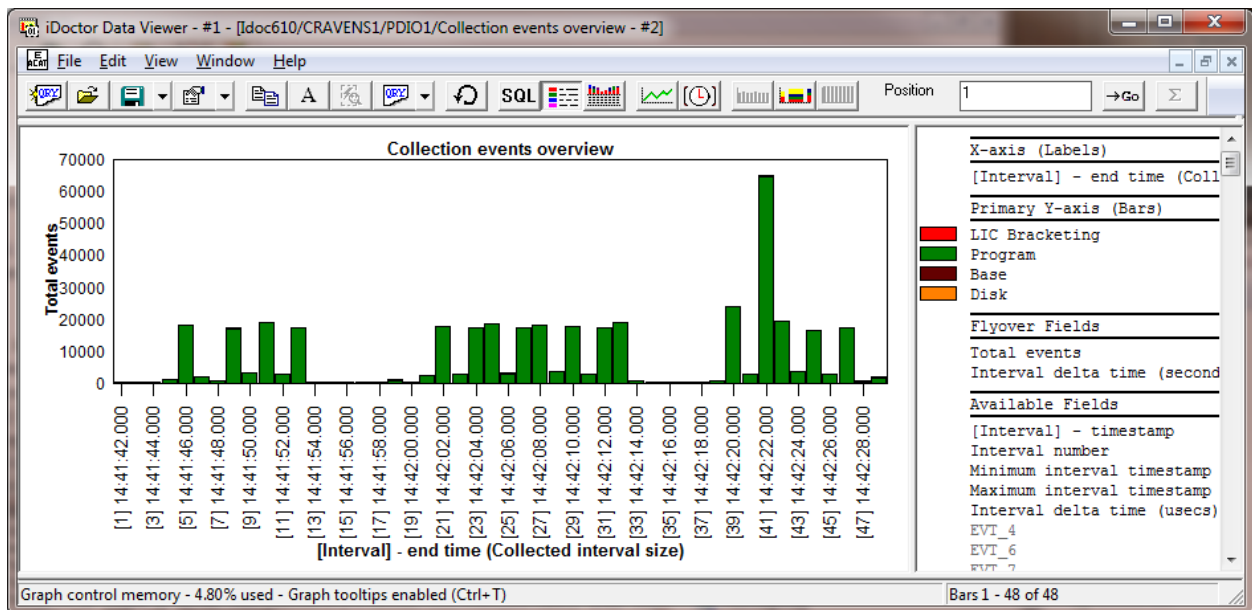 iDoctor Data Viewer - #1 - [Idoc610/CRAVENS1/PDIO1/Collection events overview - #2]
E ACAT File Edit View Window Help
QRY A QRY SQL Position 1 →Go Σ
Collection events overview
Total events
70000
60000
50000
40000
30000
20000
10000
0
[1] 14:41:42.000
[3] 14:41:44.000
[5] 14:41:46.000
[7] 14:41:48.000
[9] 14:41:50.000
[11] 14:41:52.000
[13] 14:41:54.000
[15] 14:41:56.000
[17] 14:41:58.000
[19] 14:42:00.000
[21] 14:42:02.000
[23] 14:42:04.000
[25] 14:42:06.000
[27] 14:42:08.000
[29] 14:42:10.000
[31] 14:42:12.000
[33] 14:42:14.000
[35] 14:42:16.000
[37] 14:42:18.000
[39] 14:42:20.000
[41] 14:42:22.000
[43] 14:42:24.000
[45] 14:42:26.000
[47] 14:42:28.000
[Interval] - end time (Collected interval size)
X-axis (Labels)
[Interval] - end time (Coll
Primary Y-axis (Bars)
LIC Bracketing
Program
Base
Disk
Flyover Fields
Total events
Interval delta time (second
Available Fields
[Interval] - timestamp
Interval number
Minimum interval timestamp
Maximum interval timestamp
Interval delta time (usecs)
EVT_4
EVT_6
EVT_7
Graph control memory - 4.80% used - Graph tooltips enabled (Ctrl+T)
Bars 1 - 48 of 48